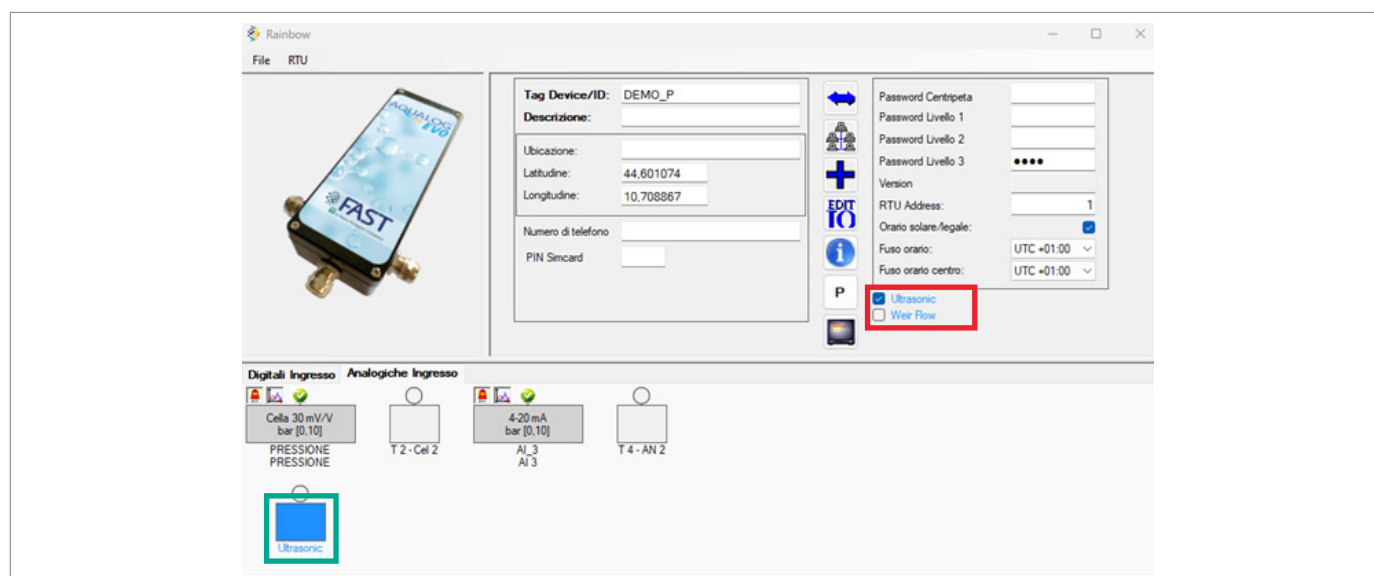 Rainbow
File RTU
AQUALOG
EVO
FAST
Tag Device/ID: DEMO_P
Descrizione:
Ubicazione:
Latitudine: 44,601074
Longitudine: 10,708867
Numero di telefono
PIN Simcard
EDIT
IO
i
P
Password Centripeta
Password Livello 1
Password Livello 2
Password Livello 3 ●●●●
Version
RTU Address: 1
Orario solare/legale:
Fuso orario: UTC +01:00
Fuso orario centro: UTC +01:00
Ultrasonic
Weir Flow
Digitali Ingresso Analogiche Ingresso
Cella 30 mV/V
bar [0,10]
PRESSIONE
PRESSIONE
T 2 - Cel 2
4-20 mA
bar [0,10]
AI_3
AI 3
T 4 - AN 2
Ultrasonic